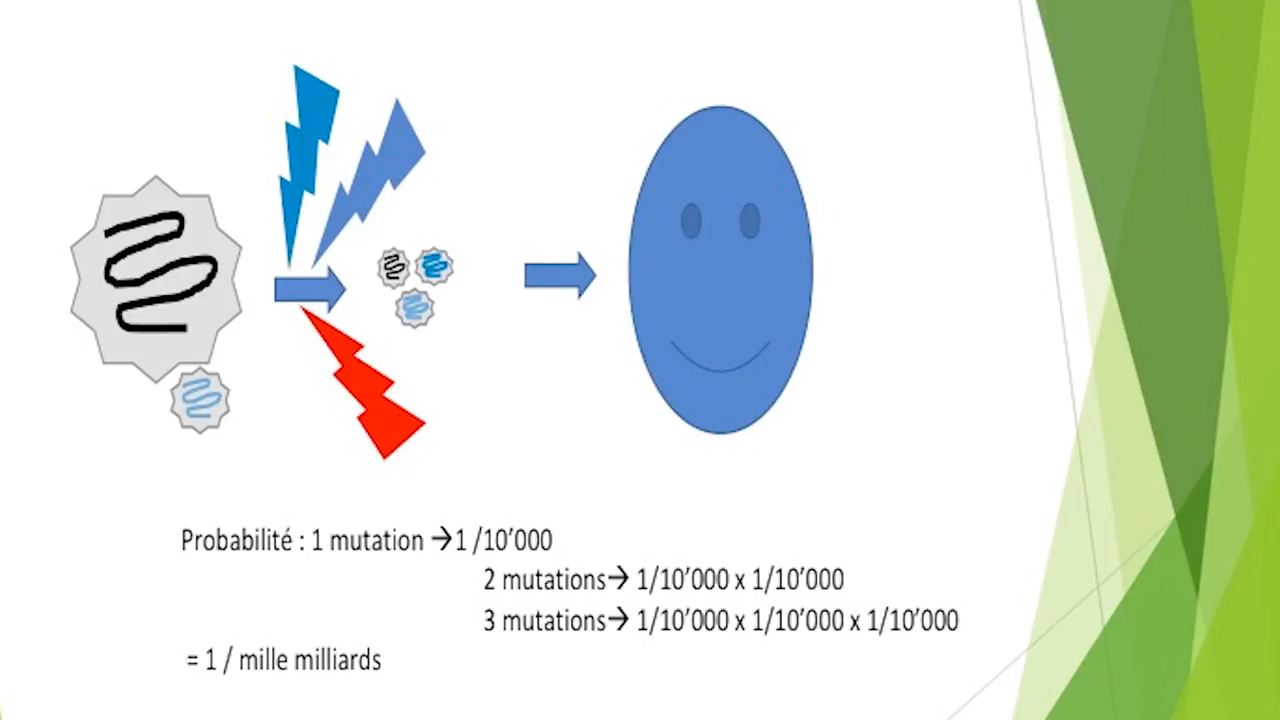 Probabilité : 1 mutation →1 /10’000
2 mutations→ 1/10’000 x 1/10’000
3 mutations→ 1/10’000 x 1/10’000 x 1/10’000
= 1 / mille milliards